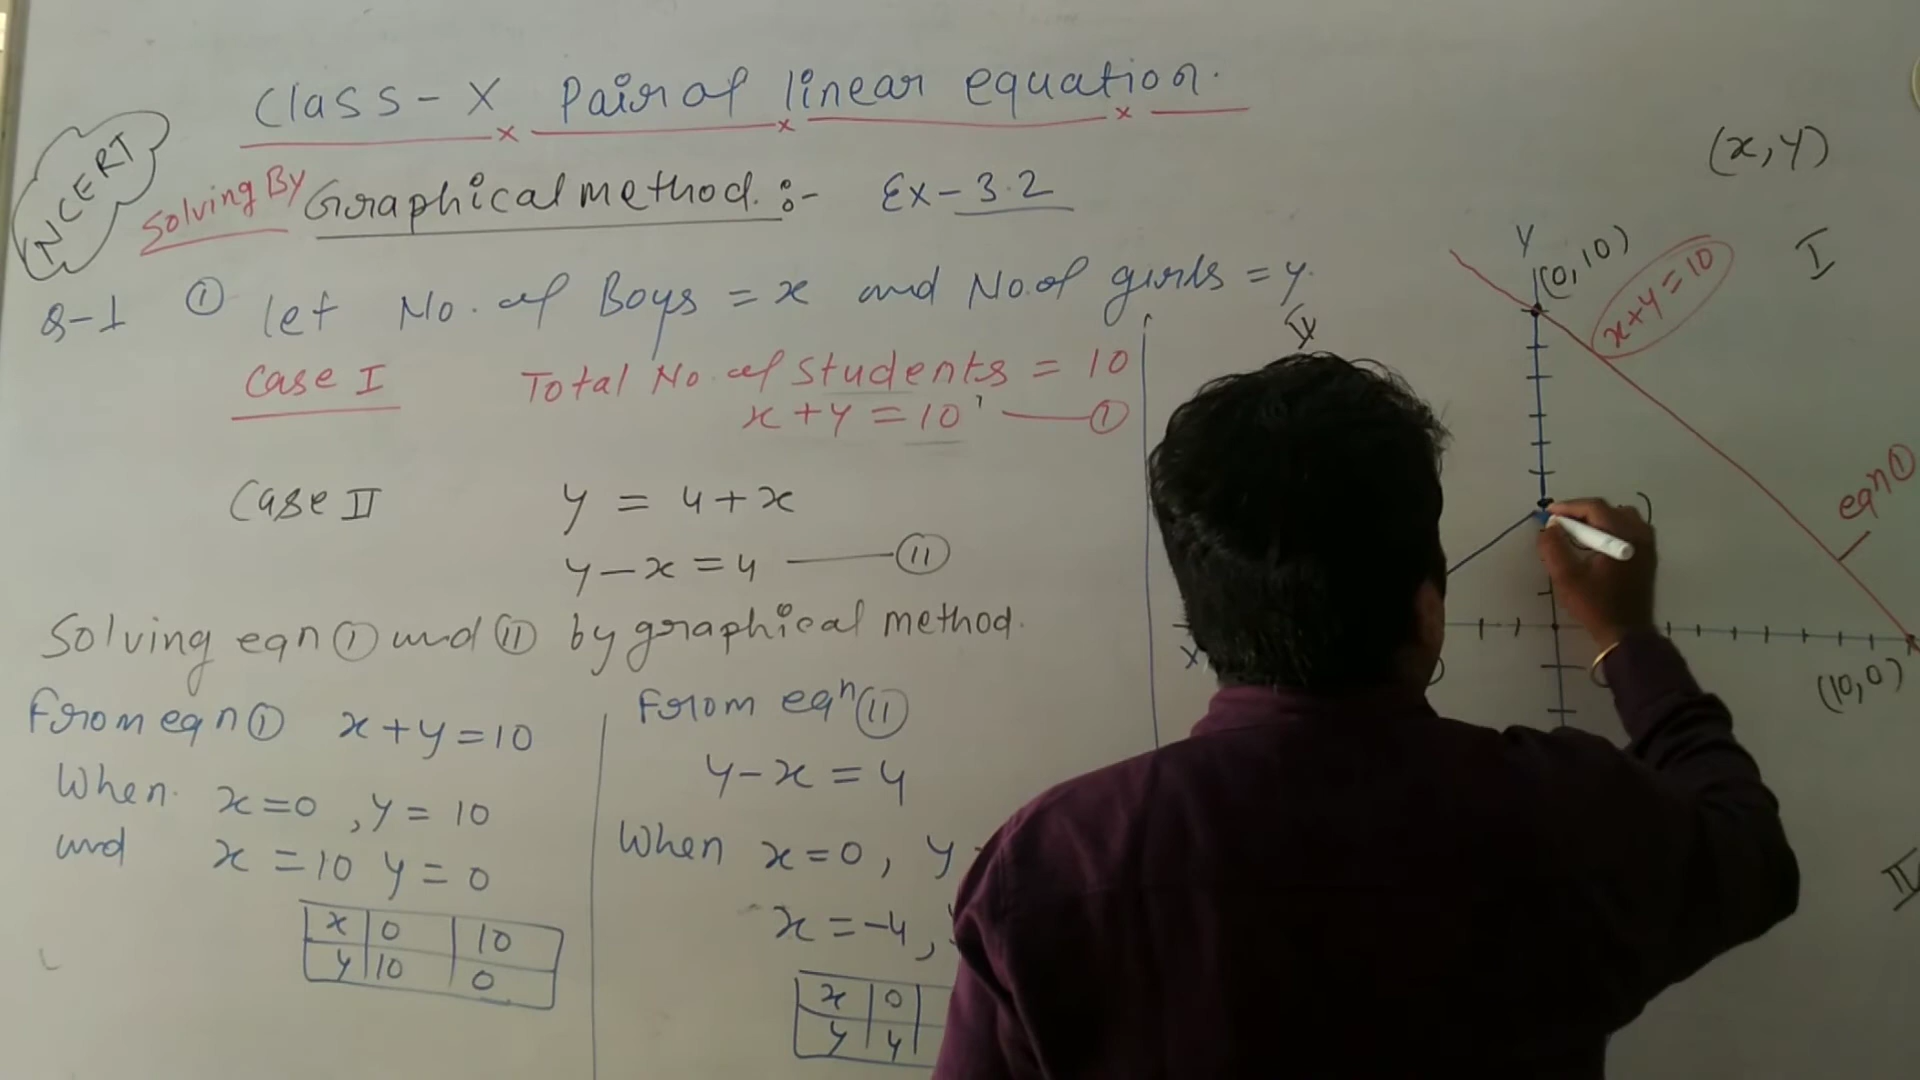 Class - X Pair of linear equation.
NCERT
Solving By Graphical method. :- Ex - 3.2
Q-1 ① let No. of Boys = x and No. of girls = y.
Case I Total No. of Students = 10
x + y = 10 ①
Case II y = 4 + x
y - x = 4 ⑪
Solving eqn ① and ⑪ by graphical method.
From eqn ① x + y = 10
When x = 0, y = 10
and x = 10 y = 0
x 0 10
y 10 0
From eqn ⑪
y - x = 4
When x = 0, y
x = -4,
x 0
y 4
(x, y)
Y
(0, 10)
x + y = 10
I
II
eqn ①
X
(10, 0)